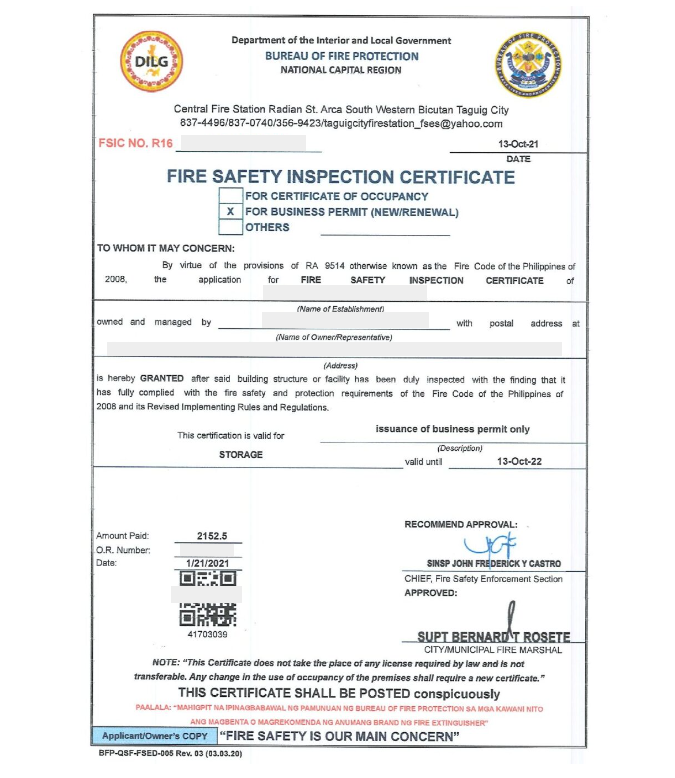 DILG
Department of the Interior and Local Government
BUREAU OF FIRE PROTECTION
NATIONAL CAPITAL REGION
Central Fire Station Radian St. Arca South Western Bicutan Taguig City
837-4496/837-0740/356-9423/taguigcityfirestation_fses@yahoo.com
FSIC NO. R16
13-Oct-21
DATE
FIRE SAFETY INSPECTION CERTIFICATE
FOR CERTIFICATE OF OCCUPANCY
X FOR BUSINESS PERMIT (NEW/RENEWAL)
OTHERS
TO WHOM IT MAY CONCERN:
By virtue of the provisions of RA 9514 otherwise known as the Fire Code of the Philippines of
2008, the application for FIRE SAFETY INSPECTION CERTIFICATE of
(Name of Establishment)
owned and managed by with postal address at
(Name of Owner/Representative)
(Address)
is hereby GRANTED after said building structure or facility has been duly inspected with the finding that it
has fully complied with the fire safety and protection requirements of the Fire Code of the Philippines of
2008 and its Revised Implementing Rules and Regulations.
This certification is valid for issuance of business permit only
(Description)
STORAGE valid until 13-Oct-22
RECOMMEND APPROVAL:
Amount Paid: 2152.5
O.R. Number:
Date: 1/21/2021
SINSP JOHN FREDERICK Y CASTRO
CHIEF, Fire Safety Enforcement Section
APPROVED:
41703039
SUPT BERNARD T ROSETE
CITY/MUNICIPAL FIRE MARSHAL
NOTE: “This Certificate does not take the place of any license required by law and is not
transferable. Any change in the use of occupancy of the premises shall require a new certificate.”
THIS CERTIFICATE SHALL BE POSTED conspicuously
PAALALA: “MAHIGPIT NA IPINAGBABAWAL NG PAMUNUAN NG BUREAU OF FIRE PROTECTION SA MGA KAWANI NITO
ANG MAGBENTA O MAGREKOMENDA NG ANUMANG BRAND NG FIRE EXTINGUISHER”
Applicant/Owner's COPY “FIRE SAFETY IS OUR MAIN CONCERN”
BFP-QSF-FSED-005 Rev. 03 (03.03.20)